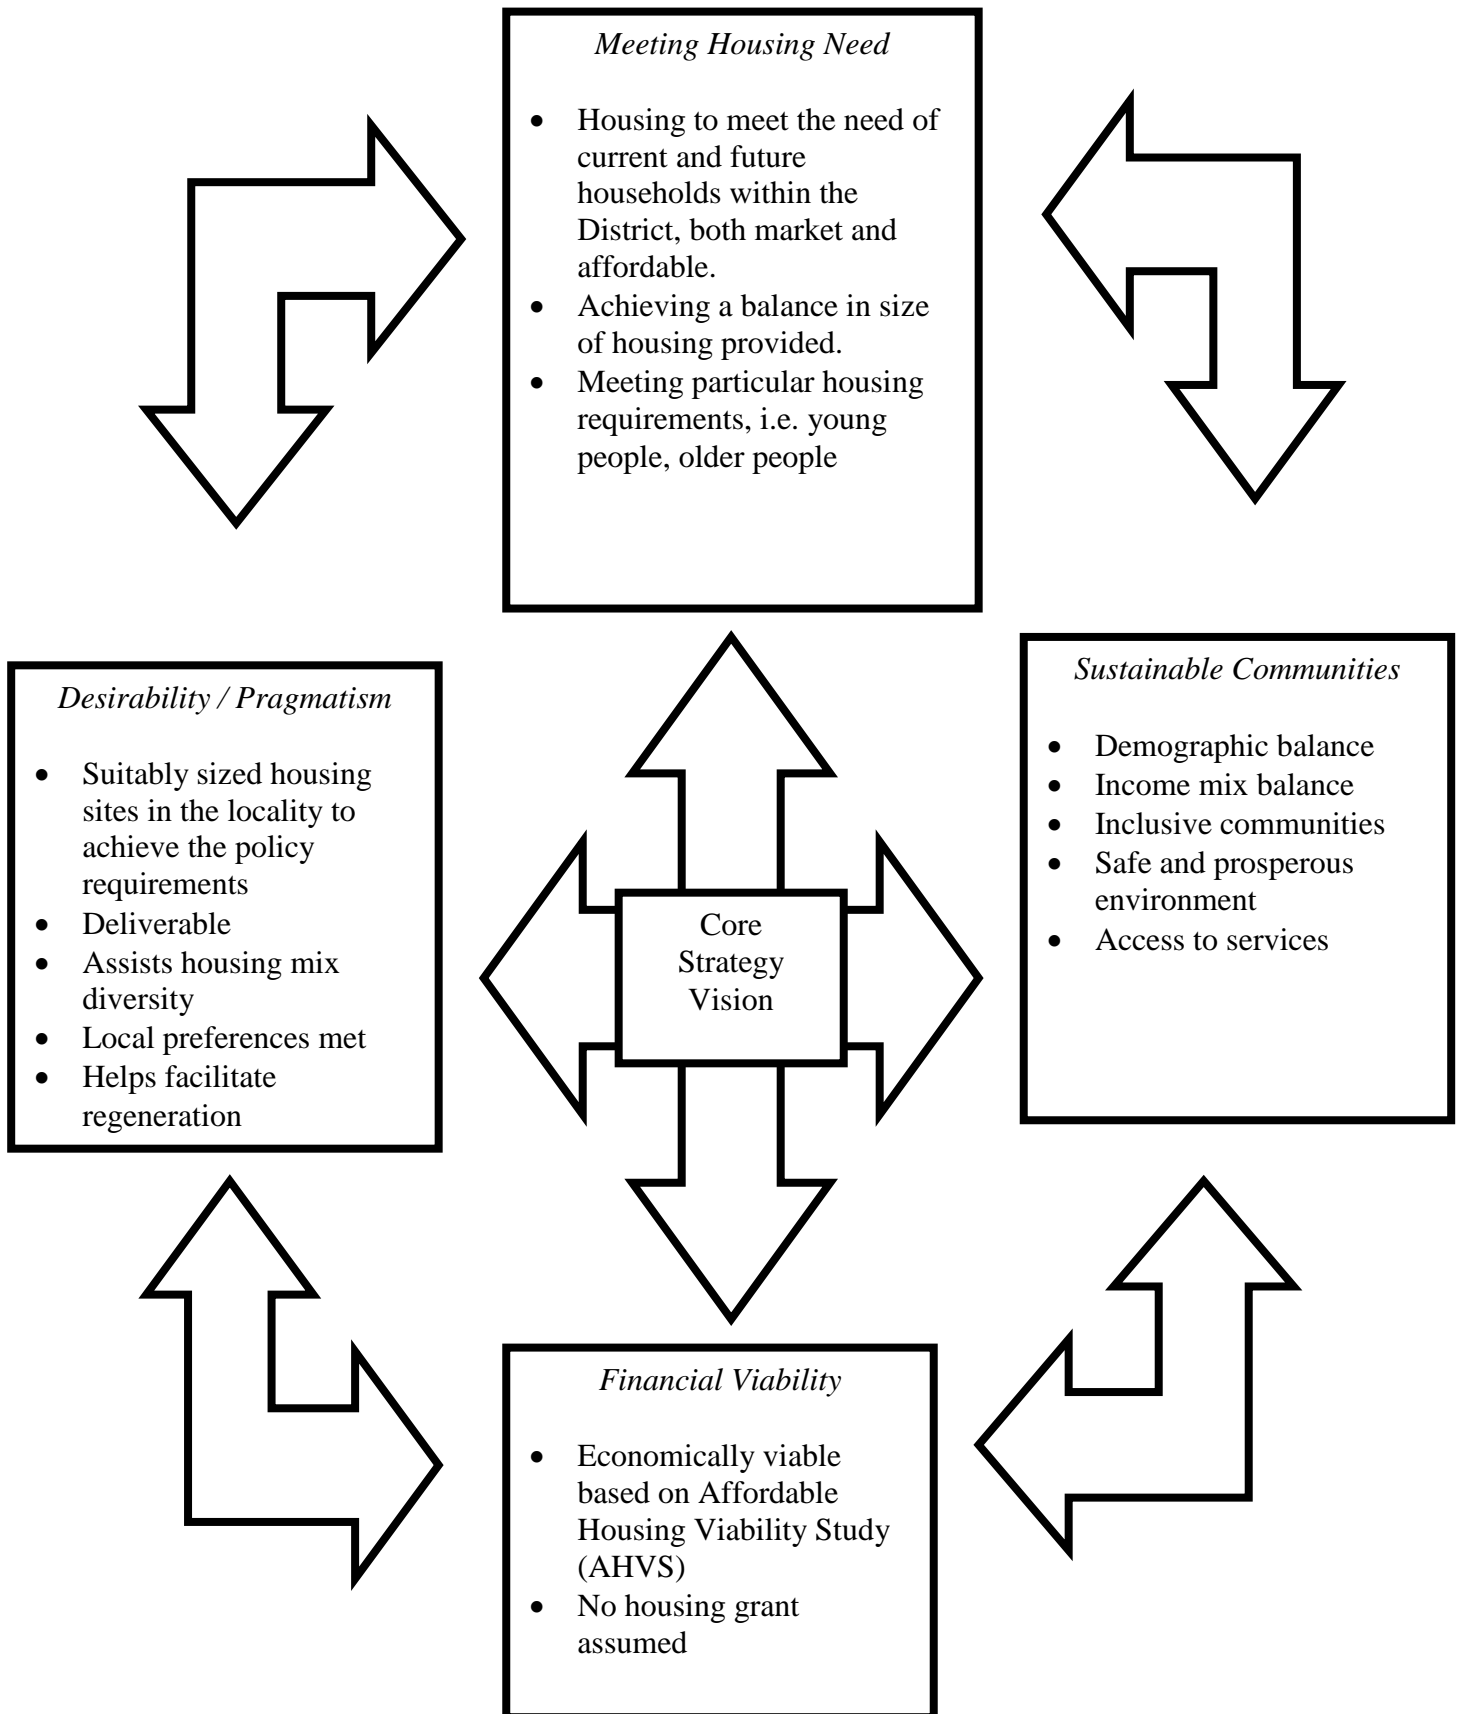 Meeting Housing Need
• Housing to meet the need of
current and future
households within the
District, both market and
affordable.
• Achieving a balance in size
of housing provided.
• Meeting particular housing
requirements, i.e. young
people, older people
Desirability / Pragmatism
• Suitably sized housing
sites in the locality to
achieve the policy
requirements
• Deliverable
• Assists housing mix
diversity
• Local preferences met
• Helps facilitate
regeneration
Core
Strategy
Vision
Sustainable Communities
• Demographic balance
• Income mix balance
• Inclusive communities
• Safe and prosperous
environment
• Access to services
Financial Viability
• Economically viable
based on Affordable
Housing Viability Study
(AHVS)
• No housing grant
assumed